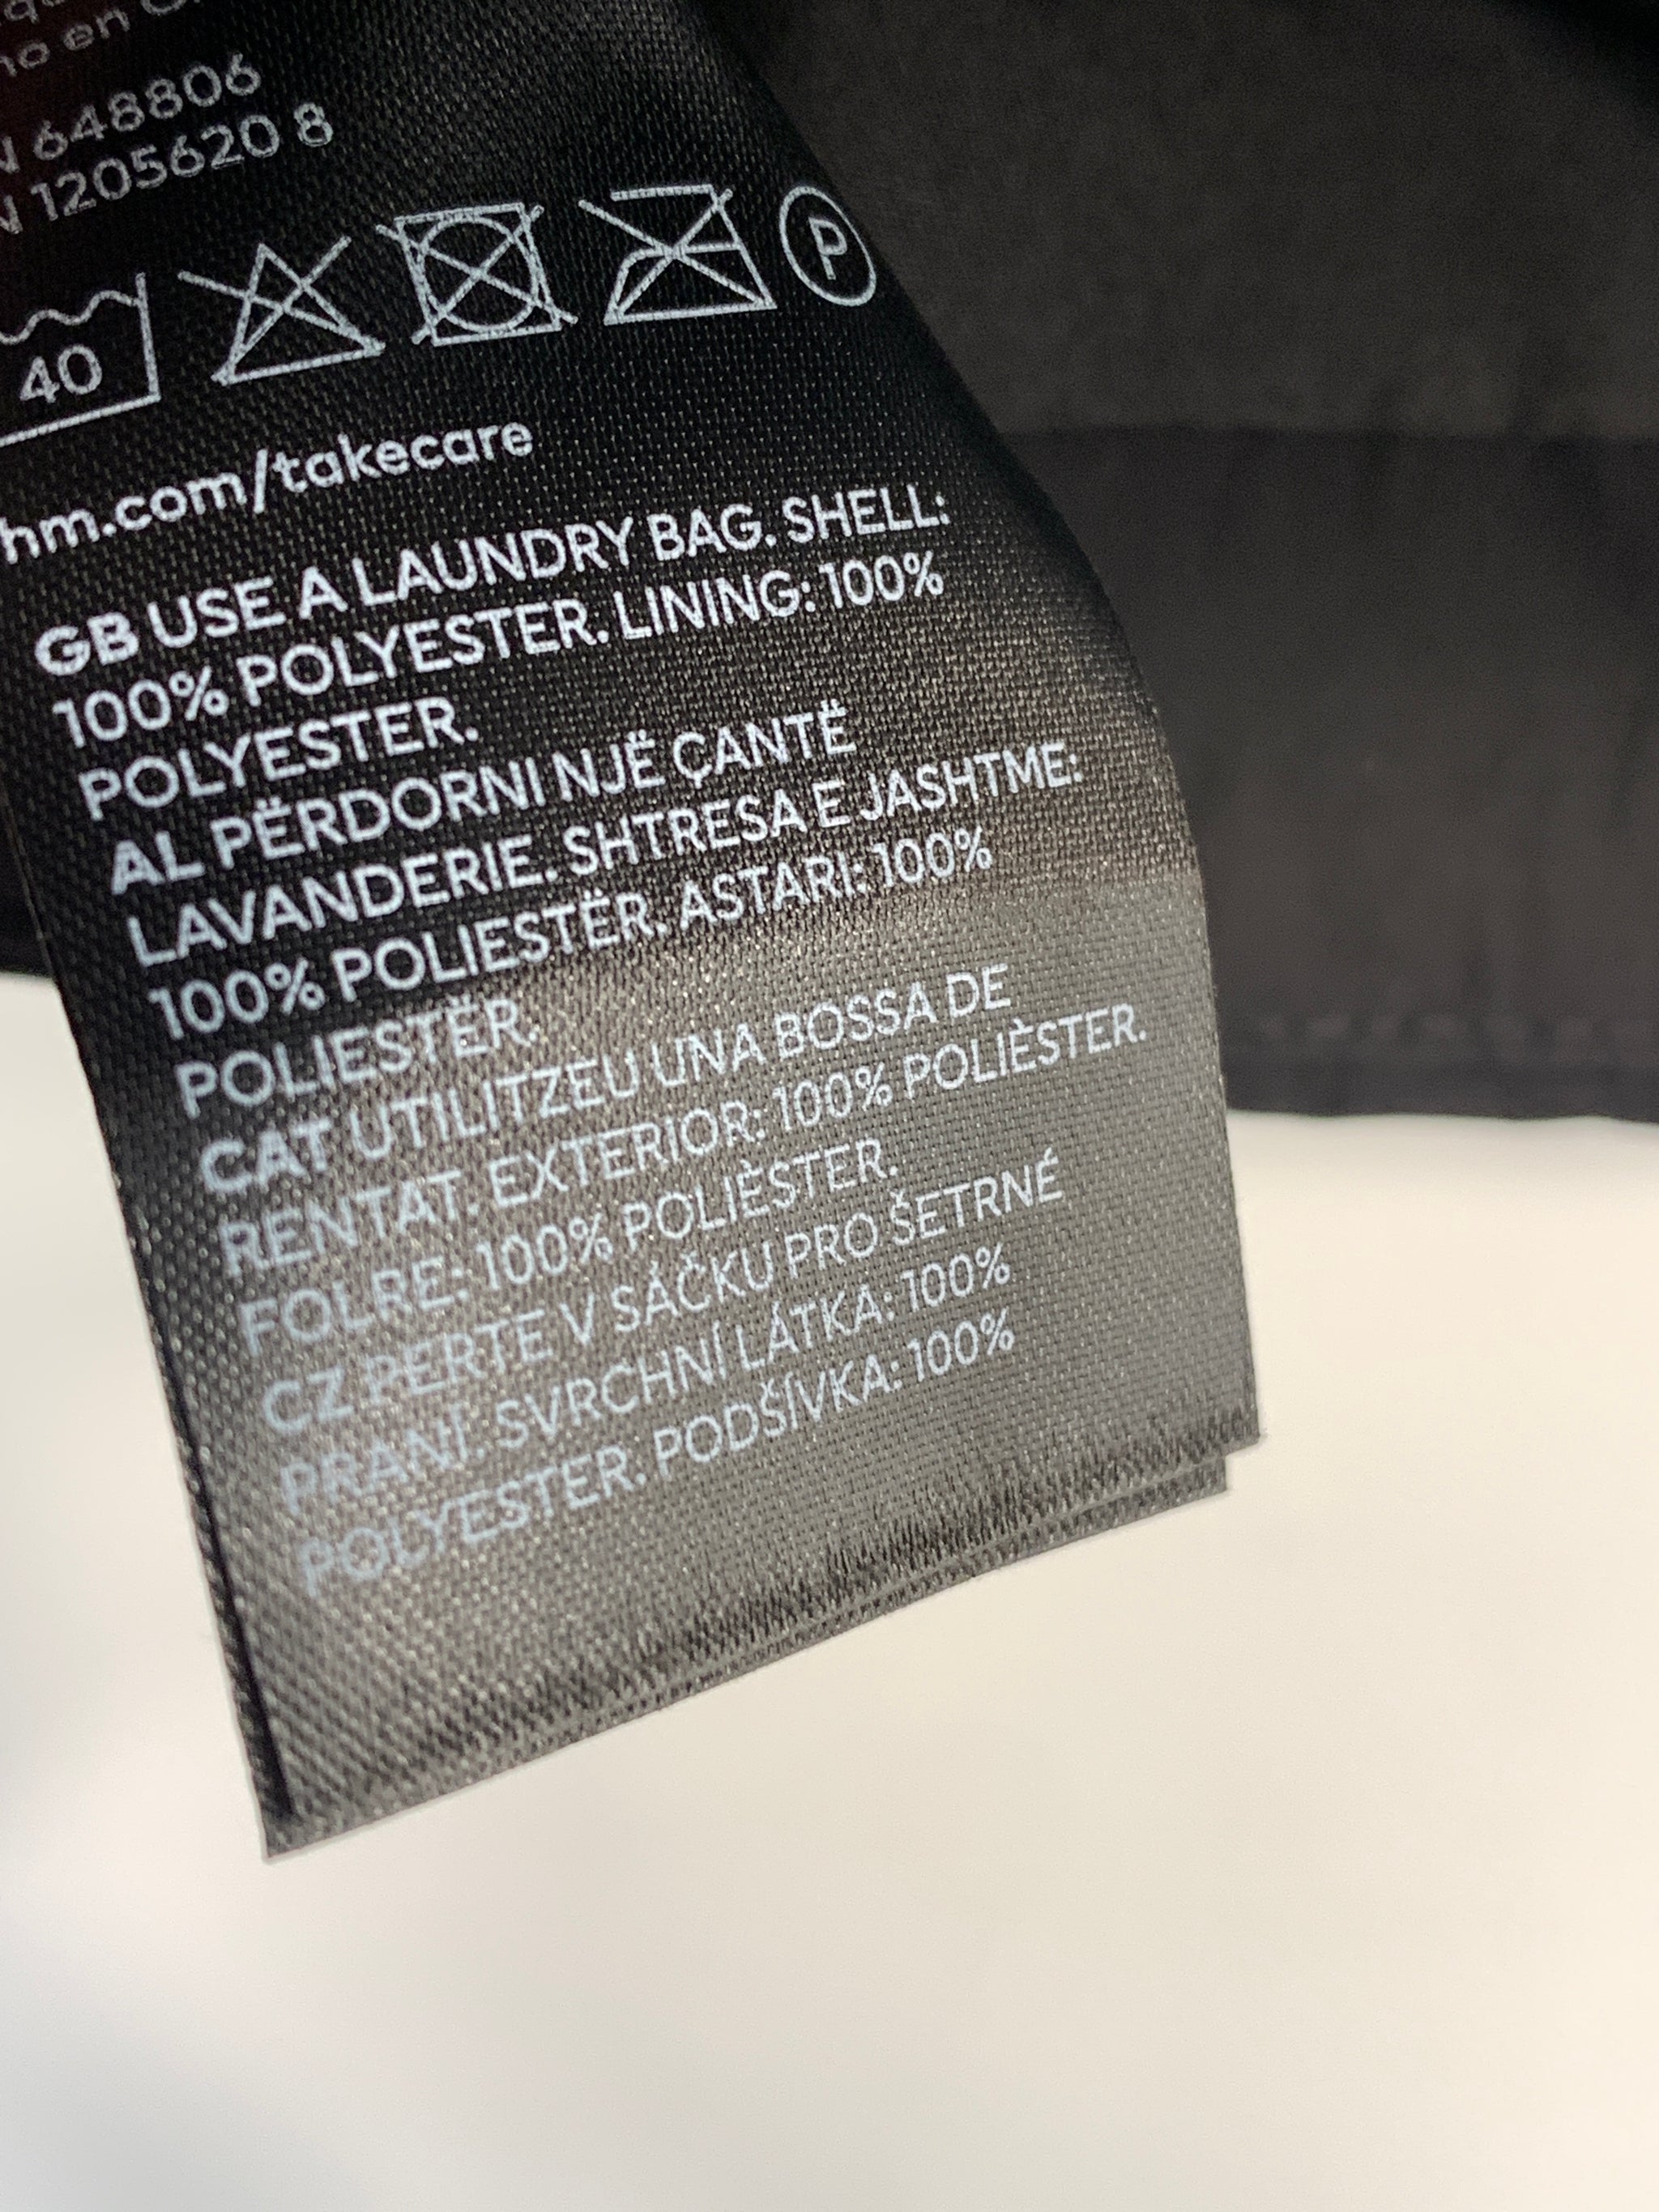 no en
648806
1205620 8
40
P
hm.com/takecare
GB USE A LAUNDRY BAG. SHELL:
100% POLYESTER. LINING: 100%
POLYESTER.
AL PËRDORNI NJË ÇANTË
LAVANDERIE. SHTRESA E JASHTME:
100% POLIESTËR. ASTARI: 100%
POLIESTËR.
CAT UTILITZEU UNA BOSSA DE
RENTAT. EXTERIOR: 100% POLIÈSTER.
FOLRE: 100% POLIÈSTER.
CZ PERTE V SÁČKU PRO ŠETRNÉ
PRANÍ. SVRCHNÍ LÁTKA: 100%
POLYESTER. PODŠÍVKA: 100%